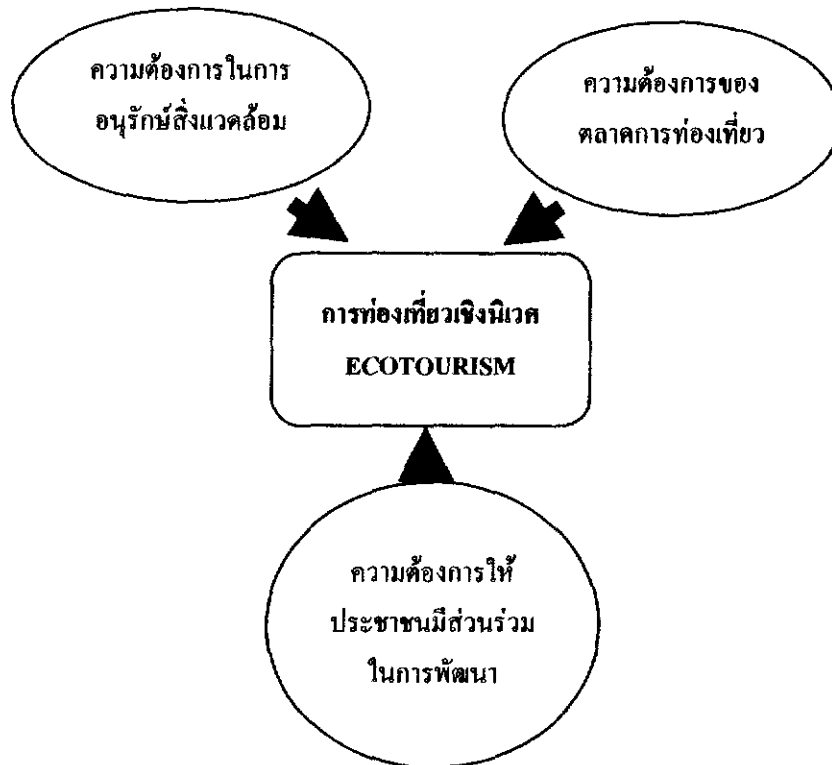 ความต้องการในการ
อนุรักษ์สิ่งแวดล้อม
ความต้องการของ
ตลาดการท่องเที่ยว
การท่องเที่ยวเชิงนิเวศ
ECOTOURISM
ความต้องการให้
ประชาชนมีส่วนร่วม
ในการพัฒนา